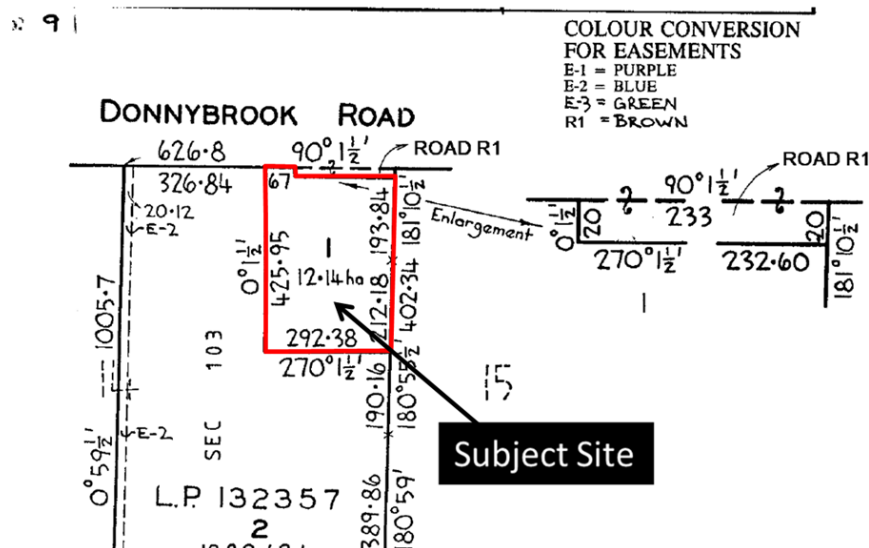 9
COLOUR CONVERSION
FOR EASEMENTS
E-1 = PURPLE
E-2 = BLUE
E-3 = GREEN
R1 = BROWN
DONNYBROOK ROAD
626·8
90°1½'
ROAD R1
326·84
67
20·12
E-2
0°1½'
425·95
1
12·14ha
193·84
181°10½'
212·18
402·34
Enlargement
292·38
270°1½'
1005·7
SEC 103
190·16
180°55½'
15
Subject Site
E-2
0°59½'
L.P. 132357
2
389·86
180°59'
90°1½'
ROAD R1
233
0°1½'
20
20
270°1½'
232·60
181°10½'
1